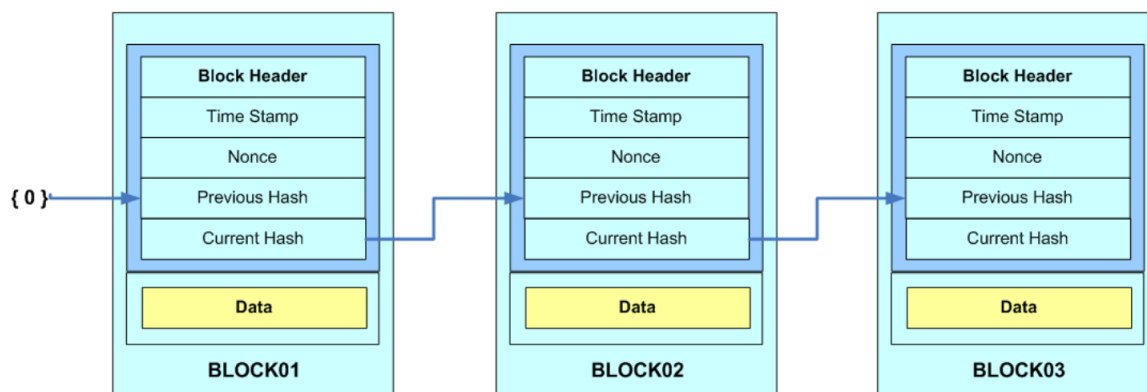 Block Header
Time Stamp
Nonce
{ 0 }
Previous Hash
Current Hash
Data
BLOCK01
Block Header
Time Stamp
Nonce
Previous Hash
Current Hash
Data
BLOCK02
Block Header
Time Stamp
Nonce
Previous Hash
Current Hash
Data
BLOCK03